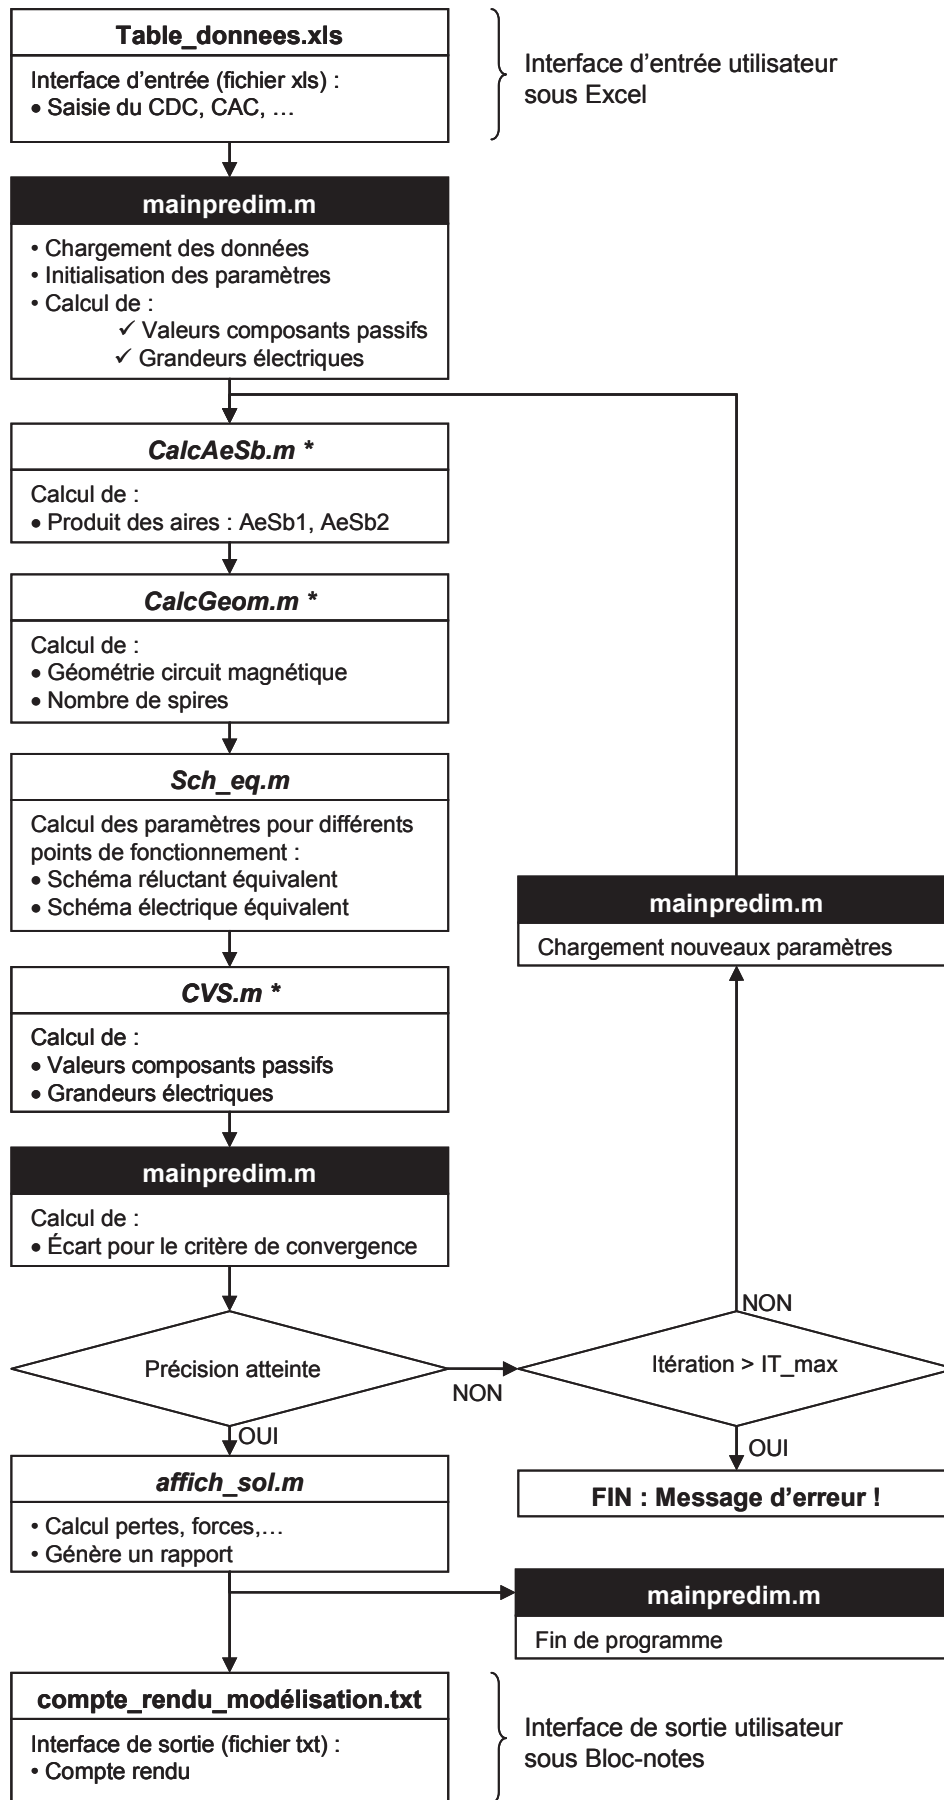 Table_donnees.xls
Interface d'entrée (fichier xls) :
• Saisie du CDC, CAC, …
Interface d'entrée utilisateur
sous Excel
mainpredim.m
• Chargement des données
• Initialisation des paramètres
• Calcul de :
✓ Valeurs composants passifs
✓ Grandeurs électriques
CalcAeSb.m *
Calcul de :
• Produit des aires : AeSb1, AeSb2
CalcGeom.m *
Calcul de :
• Géométrie circuit magnétique
• Nombre de spires
Sch_eq.m
Calcul des paramètres pour différents
points de fonctionnement :
• Schéma réluctant équivalent
• Schéma électrique équivalent
mainpredim.m
Chargement nouveaux paramètres
CVS.m *
Calcul de :
• Valeurs composants passifs
• Grandeurs électriques
mainpredim.m
Calcul de :
• Écart pour le critère de convergence
NON
Précision atteinte
Itération > IT_max
NON
OUI
OUI
affich_sol.m
• Calcul pertes, forces,…
• Génère un rapport
FIN : Message d'erreur !
mainpredim.m
Fin de programme
compte_rendu_modélisation.txt
Interface de sortie (fichier txt) :
• Compte rendu
Interface de sortie utilisateur
sous Bloc-notes